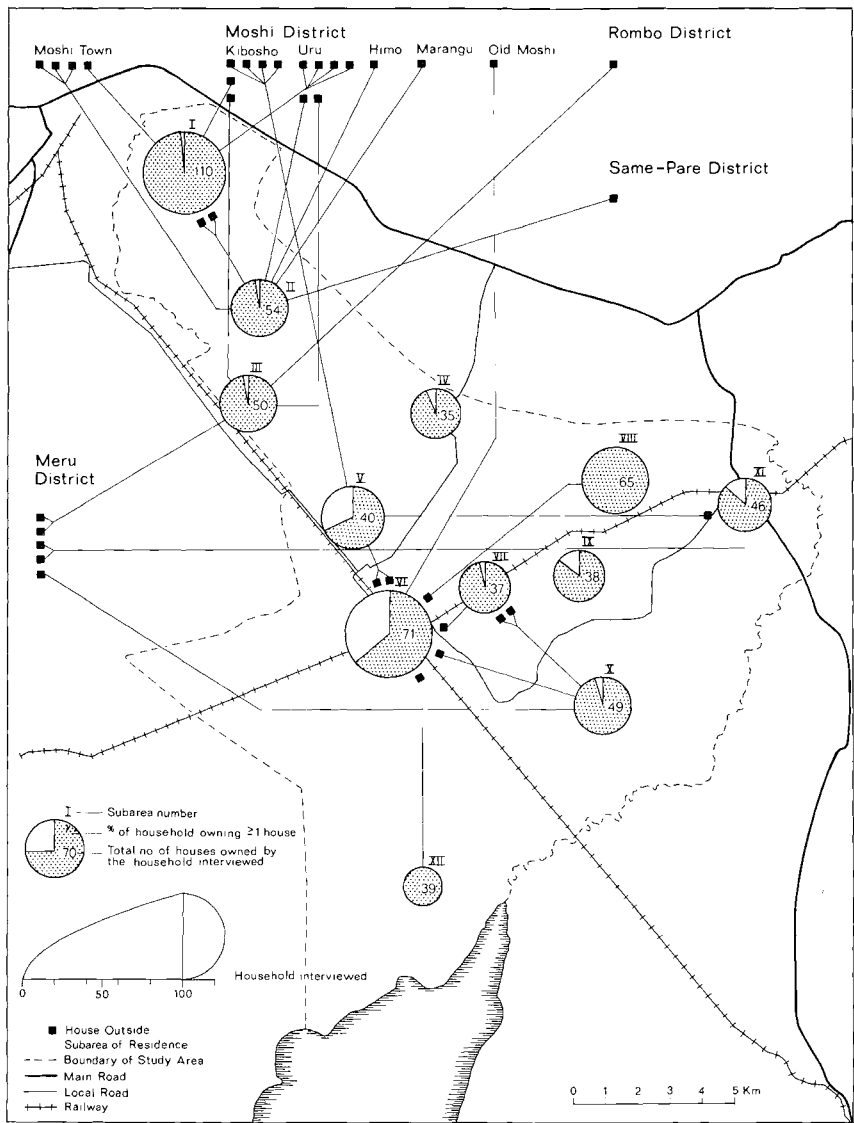 Moshi District
Rombo District
Moshi Town
Kibosho
Uru
Himo
Marangu
Old Moshi
I
110
Same-Pare District
II
54
III
50
IV
35
VIII
65
XI
46
Meru
District
V
40
IX
38
VII
37
VI
71
X
49
I
Subarea number
%
% of household owning ≥1 house
70
Total no of houses owned by
the household interviewed
XII
39
Household interviewed
0 50 100
House Outside
Subarea of Residence
Boundary of Study Area
Main Road
Local Road
Railway
0 1 2 3 4 5 Km